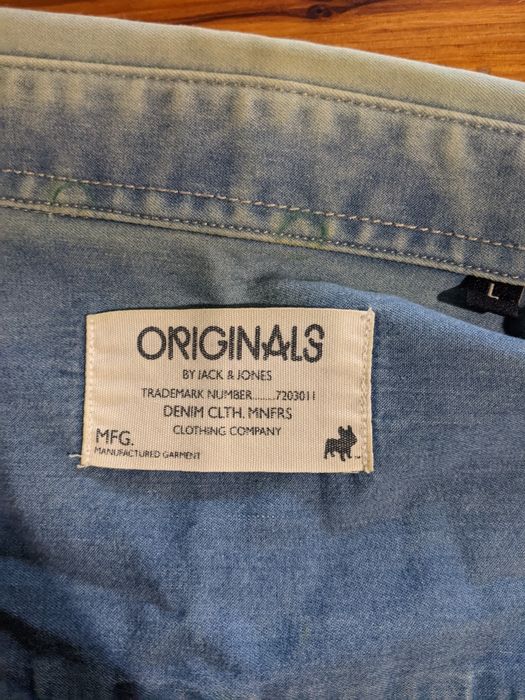 ORIGINALS
BY JACK & JONES
TRADEMARK NUMBER.........7203011
DENIM CLTH. MNFRS
CLOTHING COMPANY
MFG.
MANUFACTURED GARMENT
L